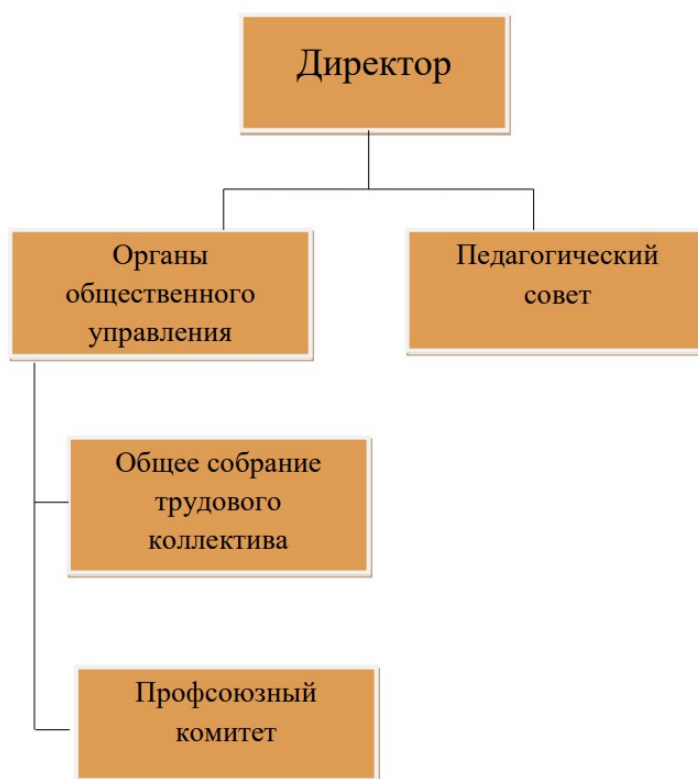 Директор
Органы
общественного
управления
Педагогический
совет
Общее собрание
трудового
коллектива
Профсоюзный
комитет